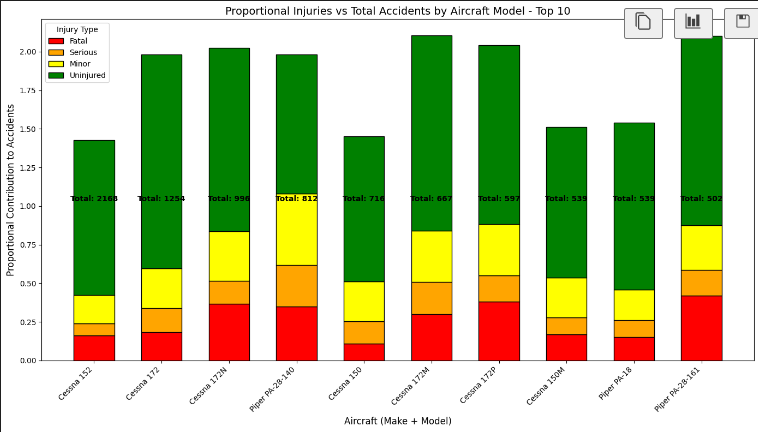 Proportional Injuries vs Total Accidents by Aircraft Model - Top 10
Injury Type
Fatal
Serious
Minor
Uninjured
Proportional Contribution to Accidents
2.00
1.75
1.50
1.25
1.00
0.75
0.50
0.25
0.00
Total: 2168 Total: 1254 Total: 996 Total: 812 Total: 716 Total: 667 Total: 597 Total: 539 Total: 539 Total: 502
Cessna 152 Cessna 172 Cessna 172N Piper PA-28-140 Cessna 150 Cessna 172M Cessna 172P Cessna 150M Piper PA-18 Piper PA-28-161
Aircraft (Make + Model)